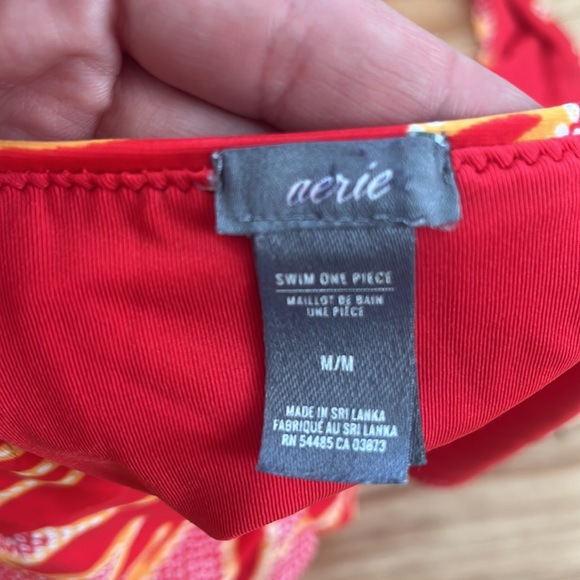 aerie
SWIM ONE PIECE
MAILLOT DE BAIN
UNE PIÈCE
M/M
MADE IN SRI LANKA
FABRIQUÉ AU SRI LANKA
RN 54485 CA 03873